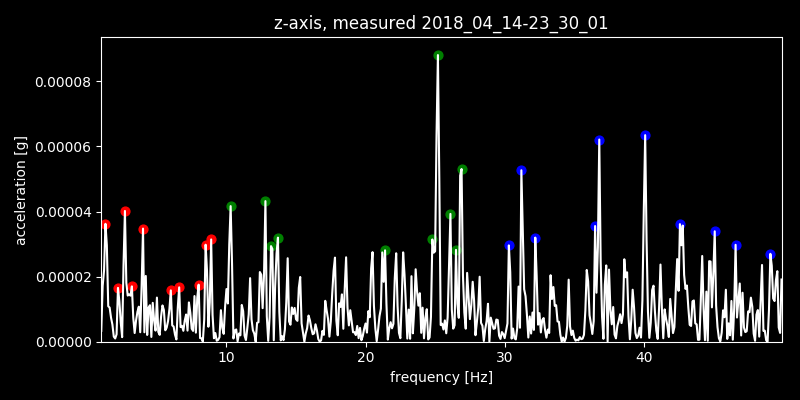 z-axis, measured 2018_04_14-23_30_01
0.00008
0.00006
0.00004
0.00002
0.00000
acceleration [g]
10 20 30 40
frequency [Hz]